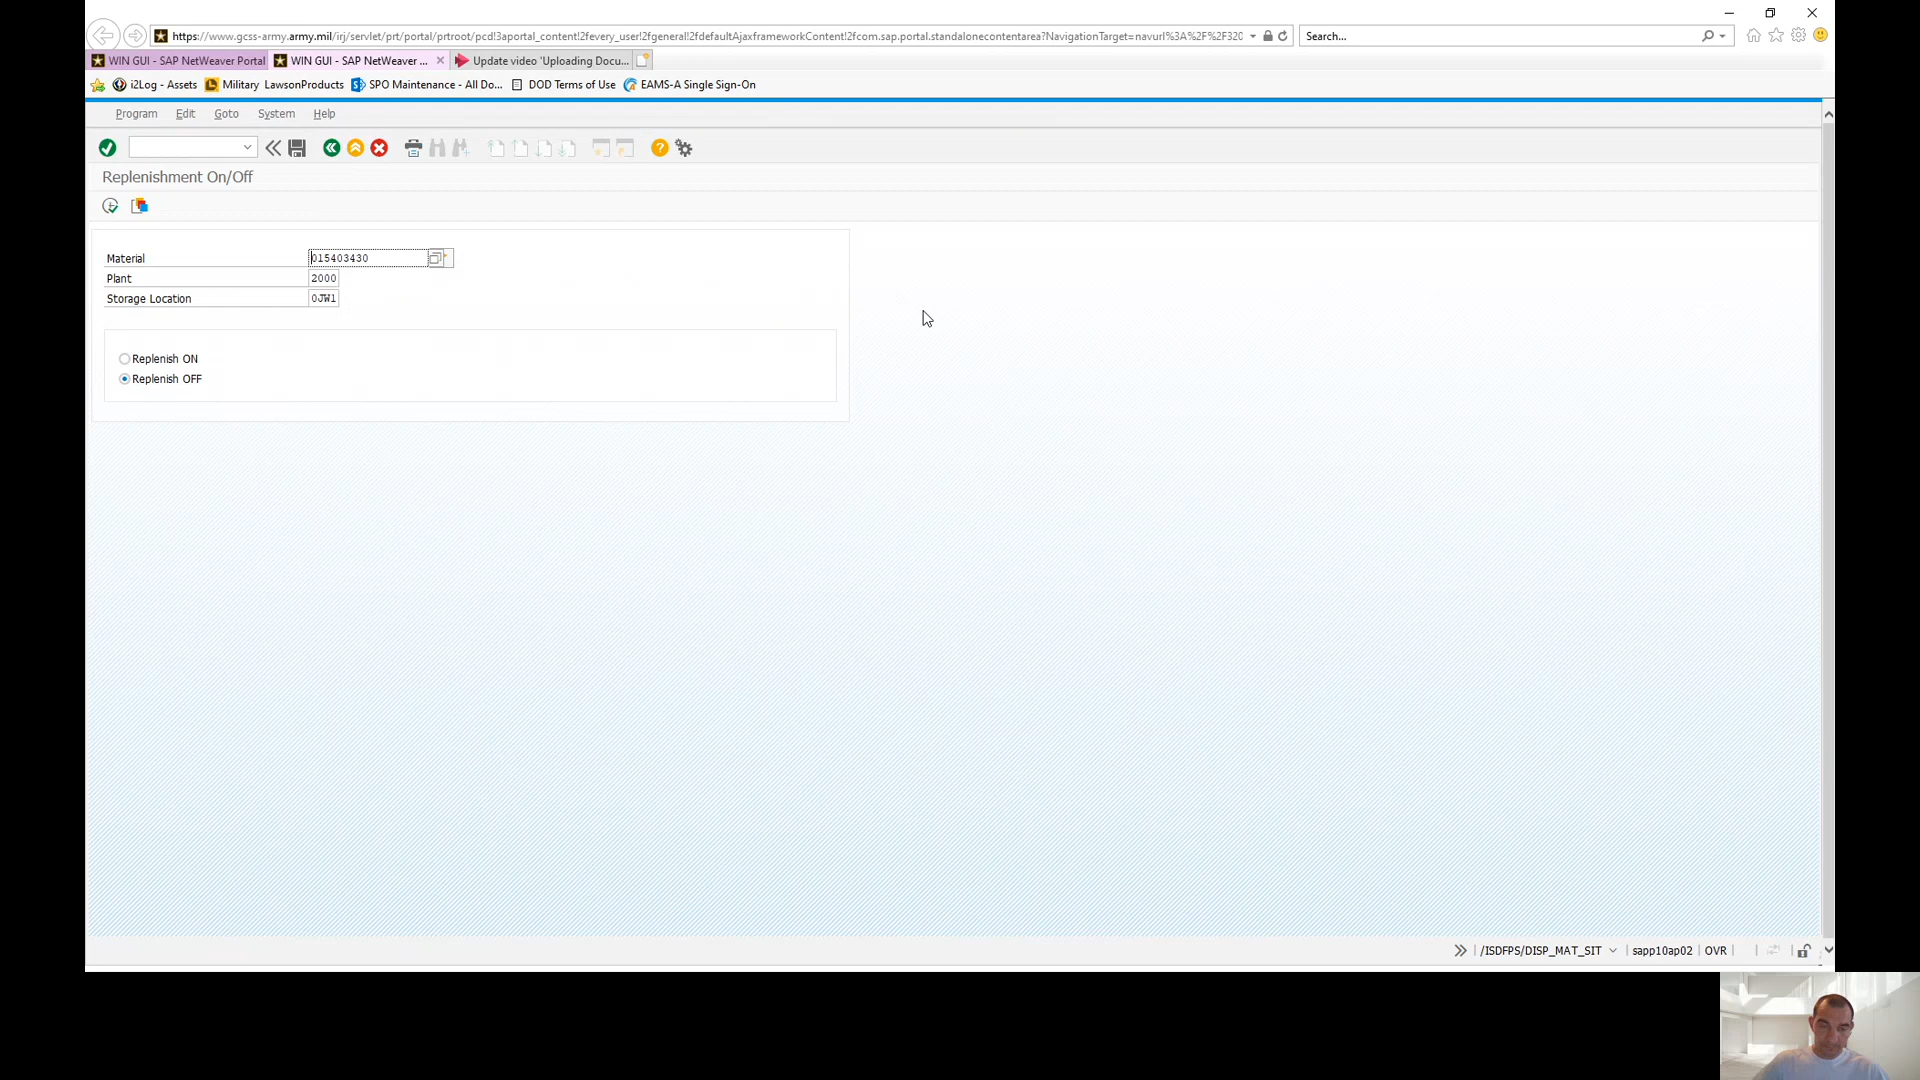 https://www.gcss-army.army.mil/irj/servlet/prt/portal/prtroot/pcd!3aportal_content!2fevery_user!2fgeneral!2fdefaultAjaxframeworkContent!2fcom.sap.portal.standalonecontentarea?NavigationTarget=navurl%3A%2F%2F320
Search...
WIN GUI - SAP NetWeaver Portal
WIN GUI - SAP NetWeaver ...
Update video 'Uploading Docu...
i2Log - Assets
Military LawsonProducts
SPO Maintenance - All Do...
DOD Terms of Use
EAMS-A Single Sign-On
Program Edit Goto System Help
Replenishment On/Off
Material 015403430
Plant 2000
Storage Location 0JW1
Replenish ON
Replenish OFF
/ISDFPS/DISP_MAT_SIT sapp10ap02 OVR